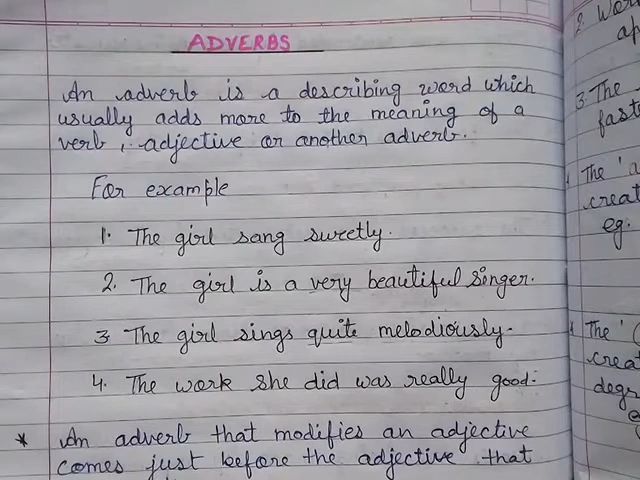 ADVERBS
An adverb is a describing word which
usually adds more to the meaning of a
verb, adjective or another adverb.
For example
1. The girl sang sweetly.
2. The girl is a very beautiful singer.
3. The girl sings quite melodiously.
4. The work she did was really good.
* An adverb that modifies an adjective
comes just before the adjective that
2.
ap
3. The
fast
The 'a
creat
eg.
The '(
creat
degr
e